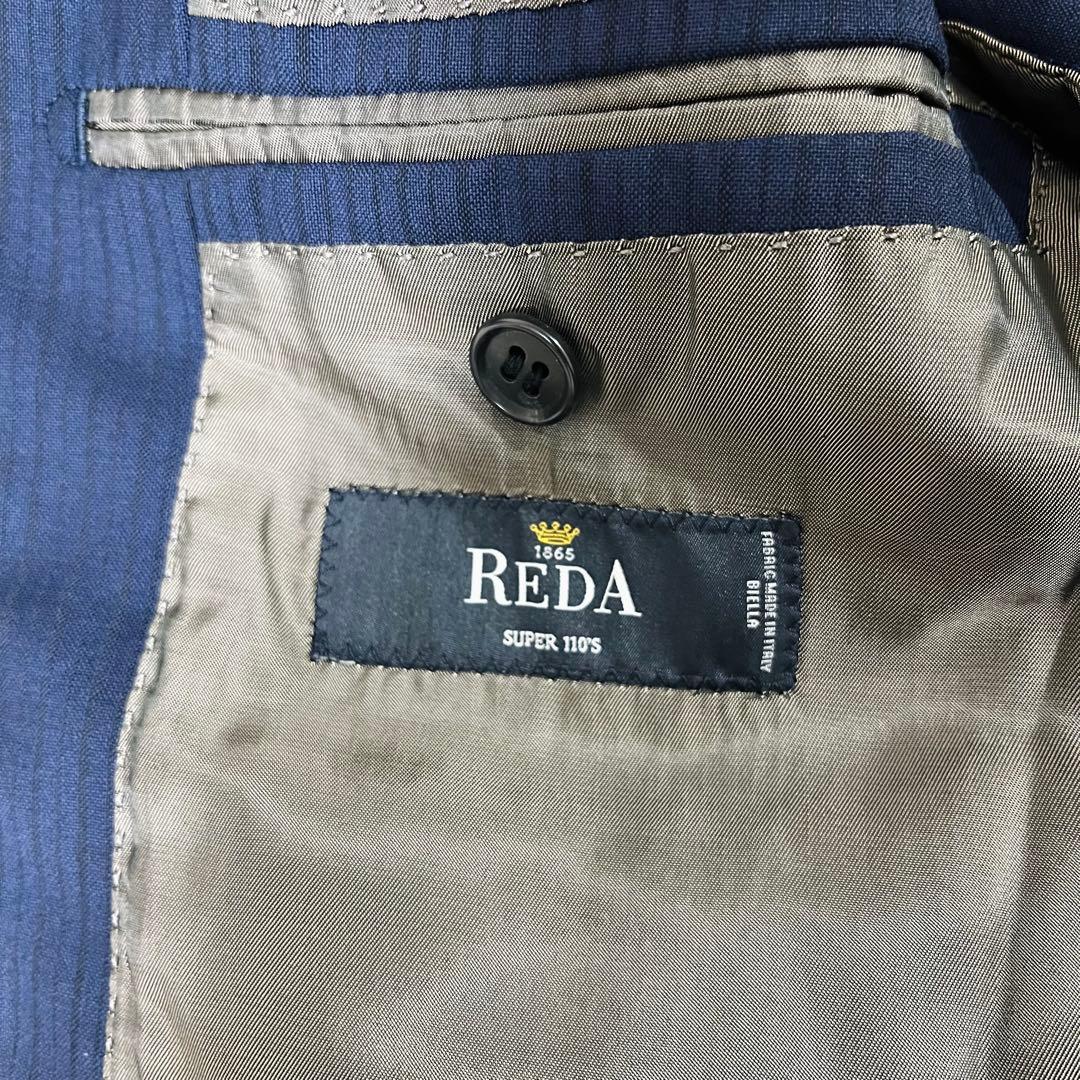 1865
REDA
SUPER 110'S
FABRIC MADE IN ITALY
BIELLA